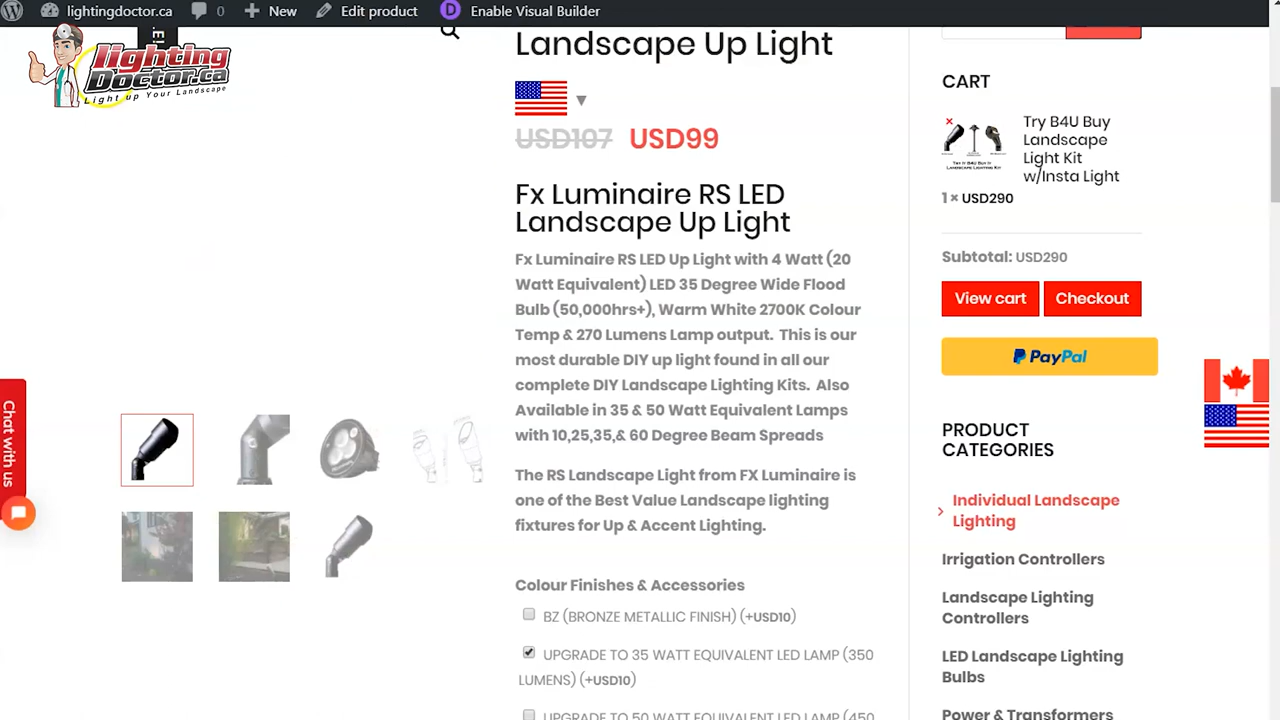 lightingdoctor.ca
0
New
Edit product
Enable Visual Builder
lighting
Doctor.ca
Light up Your Landscape
Landscape Up Light
USD107 USD99
Fx Luminaire RS LED
Landscape Up Light
Fx Luminaire RS LED Up Light with 4 Watt (20
Watt Equivalent) LED 35 Degree Wide Flood
Bulb (50,000hrs+), Warm White 2700K Colour
Temp & 270 Lumens Lamp output.  This is our
most durable DIY up light found in all our
complete DIY Landscape Lighting Kits.  Also
Available in 35 & 50 Watt Equivalent Lamps
with 10,25,35,& 60 Degree Beam Spreads
The RS Landscape Light from FX Luminaire is
one of the Best Value Landscape lighting
fixtures for Up & Accent Lighting.
Colour Finishes & Accessories
BZ (BRONZE METALLIC FINISH) (+USD10)
UPGRADE TO 35 WATT EQUIVALENT LED LAMP (350
LUMENS) (+USD10)
UPGRADE TO 50 WATT EQUIVALENT LED LAMP (450
CART
Try B4U Buy
Landscape
Light Kit
w/Insta Light
1 × USD290
Subtotal: USD290
View cart
Checkout
PayPal
PRODUCT
CATEGORIES
Individual Landscape
Lighting
Irrigation Controllers
Landscape Lighting
Controllers
LED Landscape Lighting
Bulbs
Power & Transformers
Chat with us